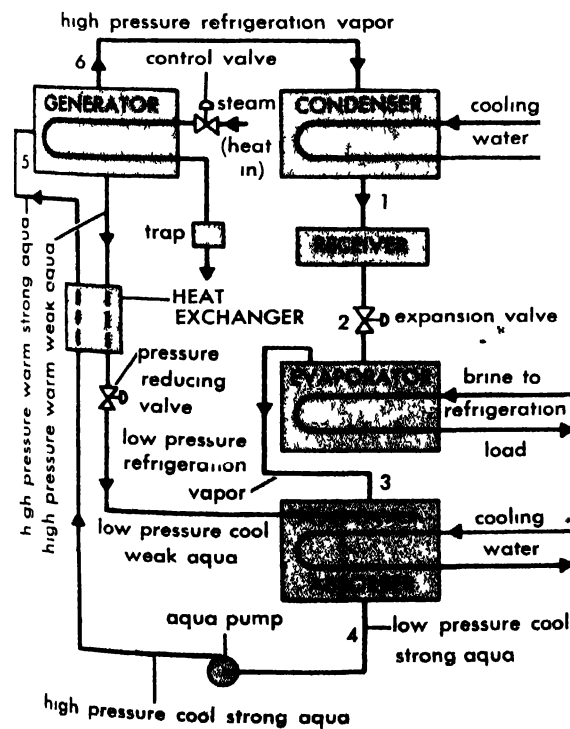 high pressure refrigeration vapor
6
control valve
GENERATOR
steam
(heat
in)
CONDENSER
cooling
water
5
1
trap
RECEIVER
HEAT
EXCHANGER
2
expansion valve
pressure
reducing
valve
EVAPORATOR
brine to
refrigeration
load
low pressure
refrigeration
vapor
3
high pressure warm strong aqua
high pressure warm weak aqua
low pressure cool
weak aqua
cooling
water
aqua pump
4
low pressure cool
strong aqua
high pressure cool strong aqua